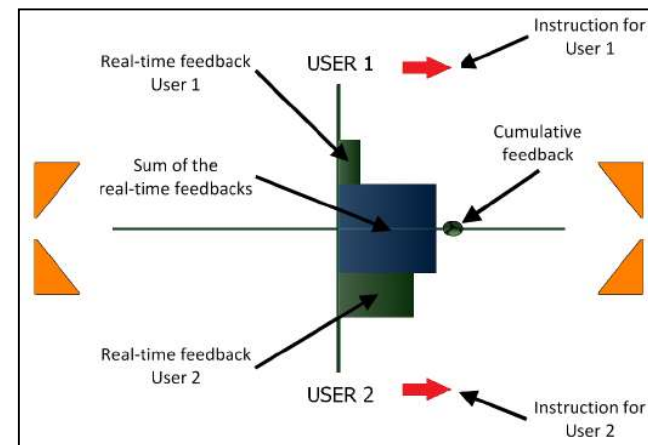 Instruction for
User 1
Real-time feedback
User 1
USER 1
Cumulative
feedback
Sum of the
real-time feedbacks
Real-time feedback
User 2
USER 2
Instruction for
User 2